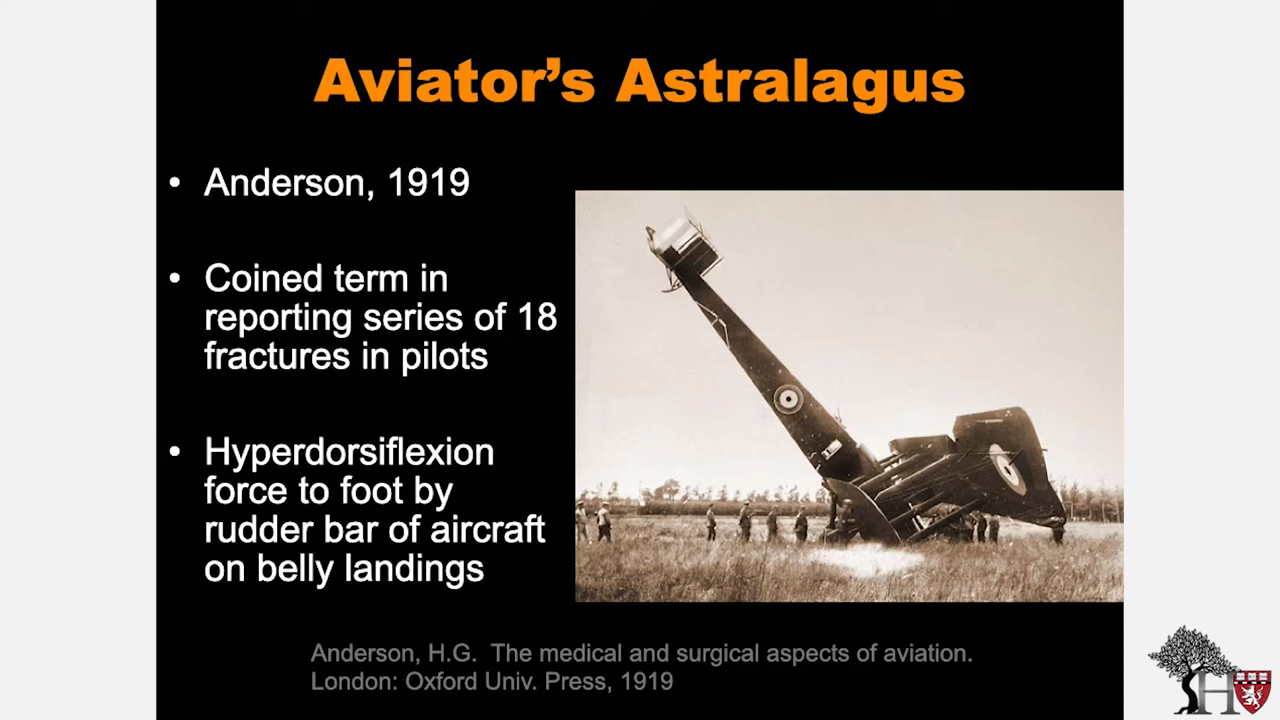 Aviator’s Astralagus
• Anderson, 1919
• Coined term in
reporting series of 18
fractures in pilots
• Hyperdorsiflexion
force to foot by
rudder bar of aircraft
on belly landings
Anderson, H.G.  The medical and surgical aspects of aviation.
London: Oxford Univ. Press, 1919
H